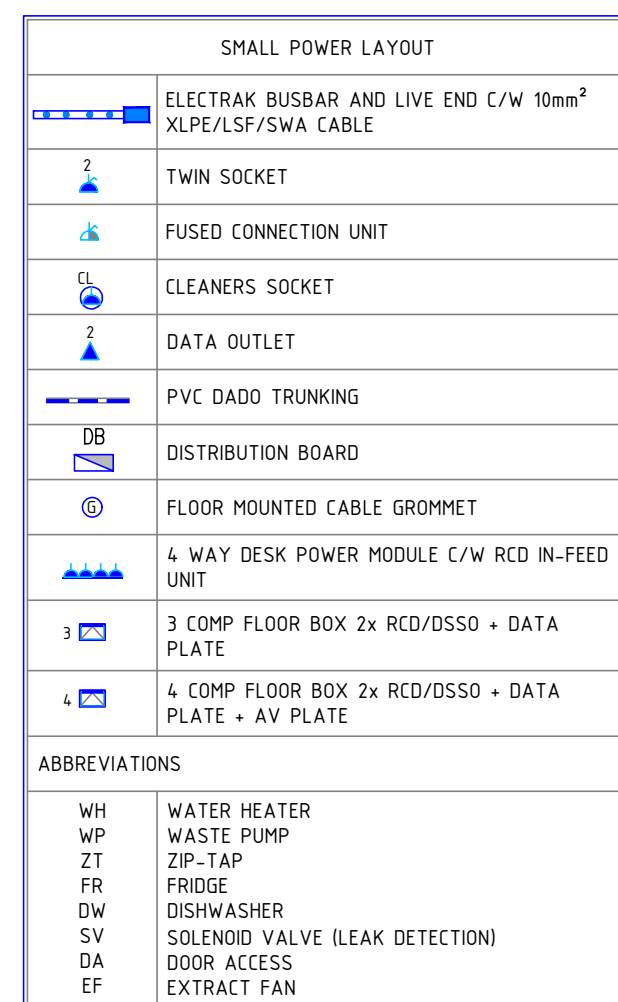 SMALL POWER LAYOUT
ELECTRAK BUSBAR AND LIVE END C/W 10mm²
XLPE/LSF/SWA CABLE
2
TWIN SOCKET
FUSED CONNECTION UNIT
CL
CLEANERS SOCKET
2
DATA OUTLET
PVC DADO TRUNKING
DB
DISTRIBUTION BOARD
G
FLOOR MOUNTED CABLE GROMMET
4 WAY DESK POWER MODULE C/W RCD IN-FEED
UNIT
3
3 COMP FLOOR BOX 2x RCD/DSSO + DATA
PLATE
4
4 COMP FLOOR BOX 2x RCD/DSSO + DATA
PLATE + AV PLATE
ABBREVIATIONS
WH WATER HEATER
WP WASTE PUMP
ZT ZIP-TAP
FR FRIDGE
DW DISHWASHER
SV SOLENOID VALVE (LEAK DETECTION)
DA DOOR ACCESS
EF EXTRACT FAN